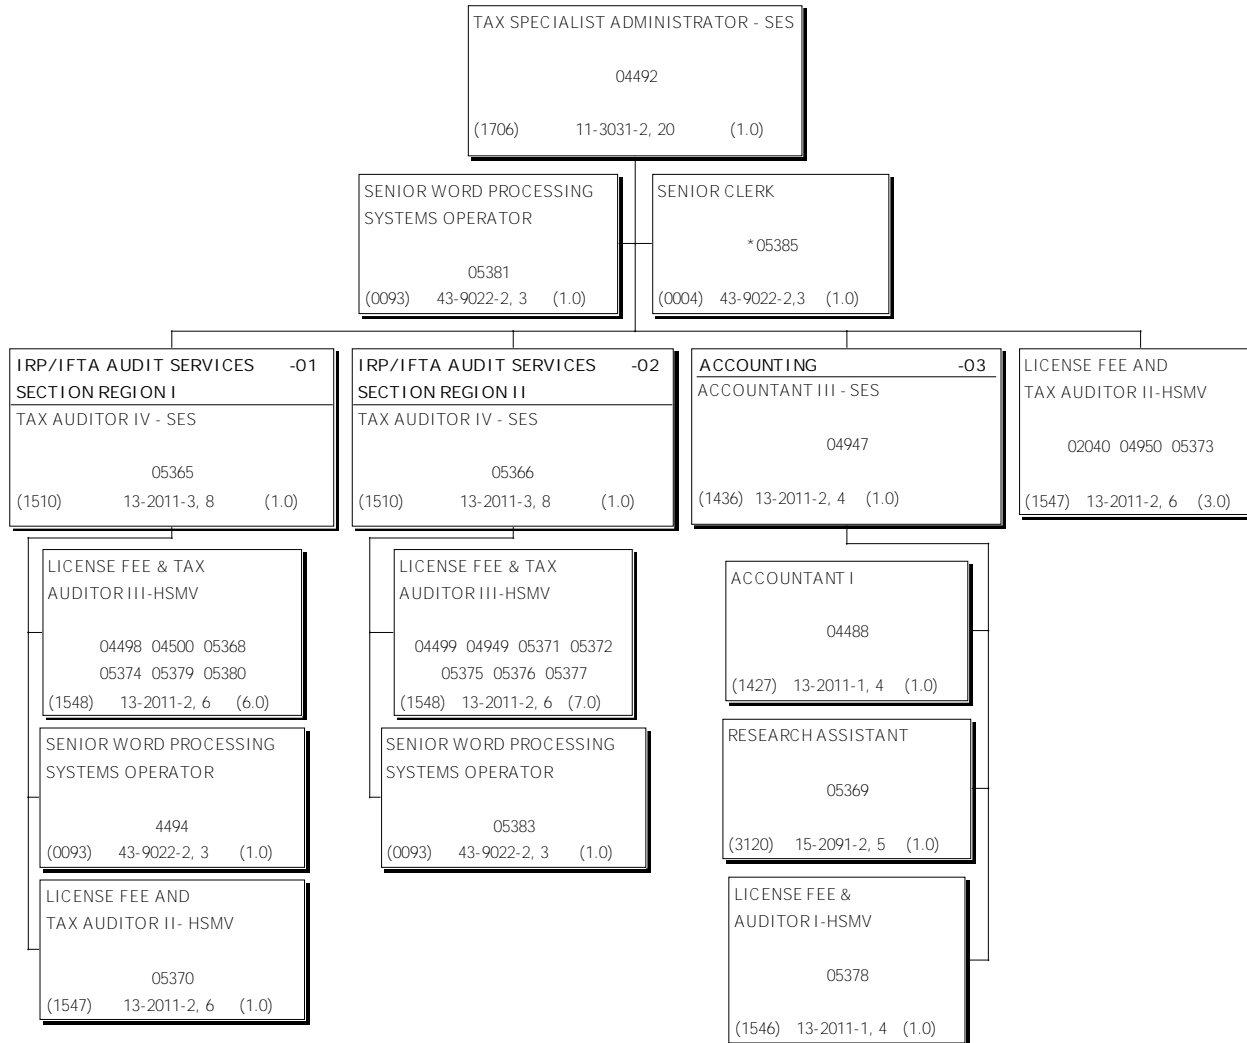 TAX SPECIALIST ADMINISTRATOR - SES
04492
(1706) 11-3031-2, 20 (1.0)
SENIOR WORD PROCESSING
SYSTEMS OPERATOR
05381
(0093) 43-9022-2, 3 (1.0)
SENIOR CLERK
*05385
(0004) 43-9022-2,3 (1.0)
IRP/IFTA AUDIT SERVICES -01
SECTION REGION I
TAX AUDITOR IV - SES
05365
(1510) 13-2011-3, 8 (1.0)
IRP/IFTA AUDIT SERVICES -02
SECTION REGION II
TAX AUDITOR IV - SES
05366
(1510) 13-2011-3, 8 (1.0)
ACCOUNTING -03
ACCOUNTANT III - SES
04947
(1436) 13-2011-2, 4 (1.0)
LICENSE FEE AND
TAX AUDITOR II-HSMV
02040 04950 05373
(1547) 13-2011-2, 6 (3.0)
LICENSE FEE & TAX
AUDITOR III-HSMV
04498 04500 05368
05374 05379 05380
(1548) 13-2011-2, 6 (6.0)
SENIOR WORD PROCESSING
SYSTEMS OPERATOR
4494
(0093) 43-9022-2, 3 (1.0)
LICENSE FEE AND
TAX AUDITOR II- HSMV
05370
(1547) 13-2011-2, 6 (1.0)
LICENSE FEE & TAX
AUDITOR III-HSMV
04499 04949 05371 05372
05375 05376 05377
(1548) 13-2011-2, 6 (7.0)
SENIOR WORD PROCESSING
SYSTEMS OPERATOR
05383
(0093) 43-9022-2, 3 (1.0)
ACCOUNTANT I
04488
(1427) 13-2011-1, 4 (1.0)
RESEARCH ASSISTANT
05369
(3120) 15-2091-2, 5 (1.0)
LICENSE FEE &
AUDITOR I-HSMV
05378
(1546) 13-2011-1, 4 (1.0)